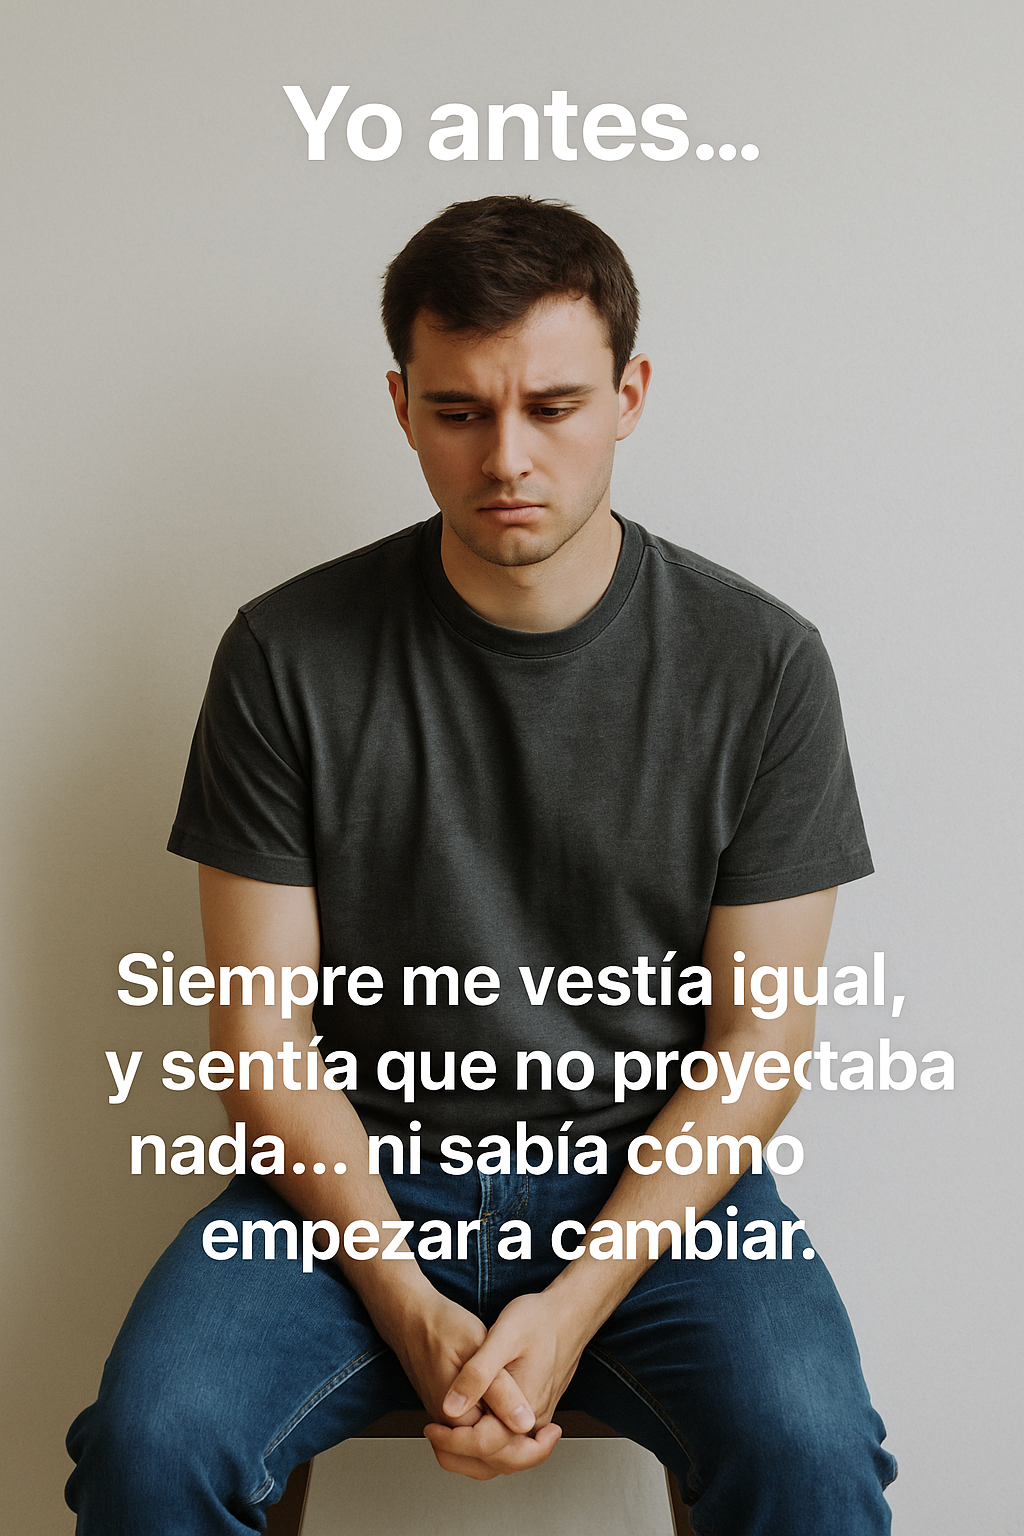 Yo antes...
Siempre me vestía igual,
y sentía que no proyectaba
nada... ni sabía cómo
empezar a cambiar.